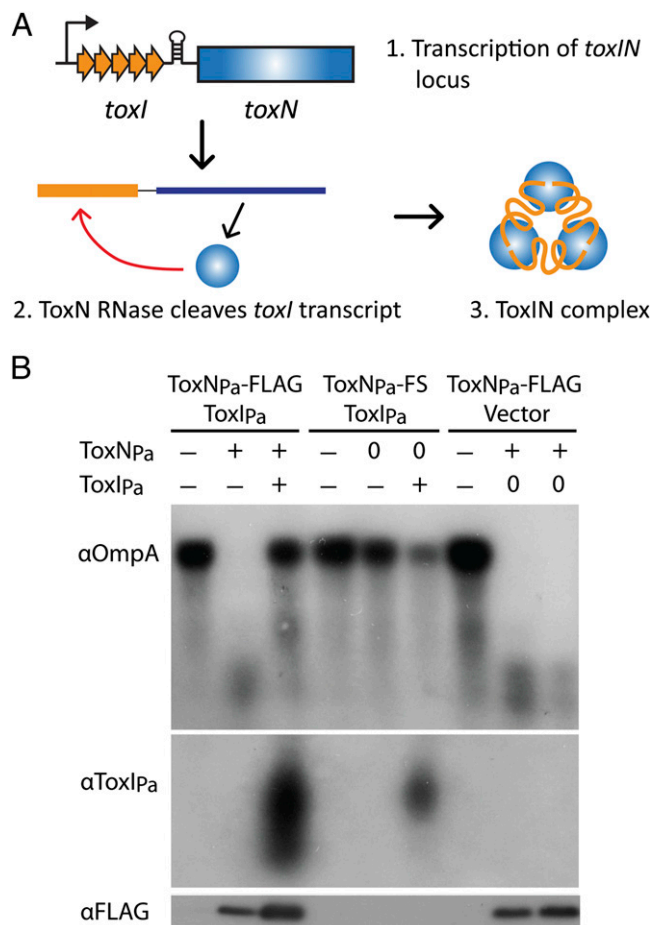 A
1. Transcription of toxIN
locus
toxI toxN
2. ToxN RNase cleaves toxI transcript
3. ToxIN complex
B
ToxNPa-FLAG ToxNPa-FS ToxNPa-FLAG
ToxIPa ToxIPa Vector
ToxNPa – + + – 0 0 – + +
ToxIPa – – + – – + – 0 0
αOmpA
αToxIPa
αFLAG